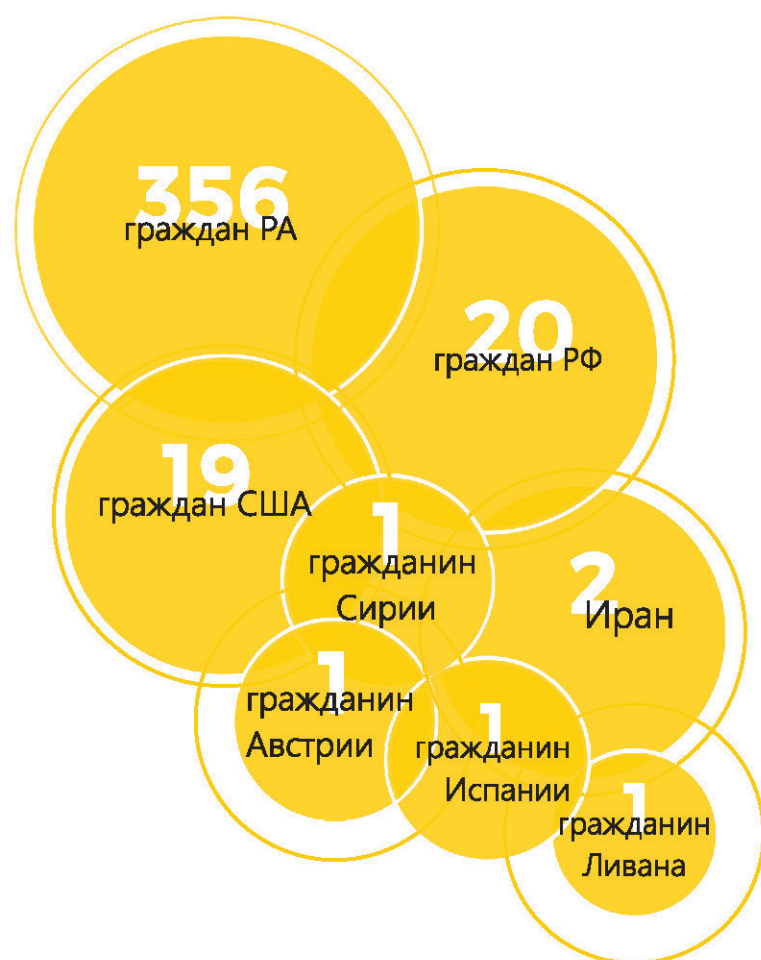 356
граждан РА
20
граждан РФ
19
граждан США
1
гражданин
Сирии
2
Иран
1
гражданин
Австрии
1
гражданин
Испании
1
гражданин
Ливана